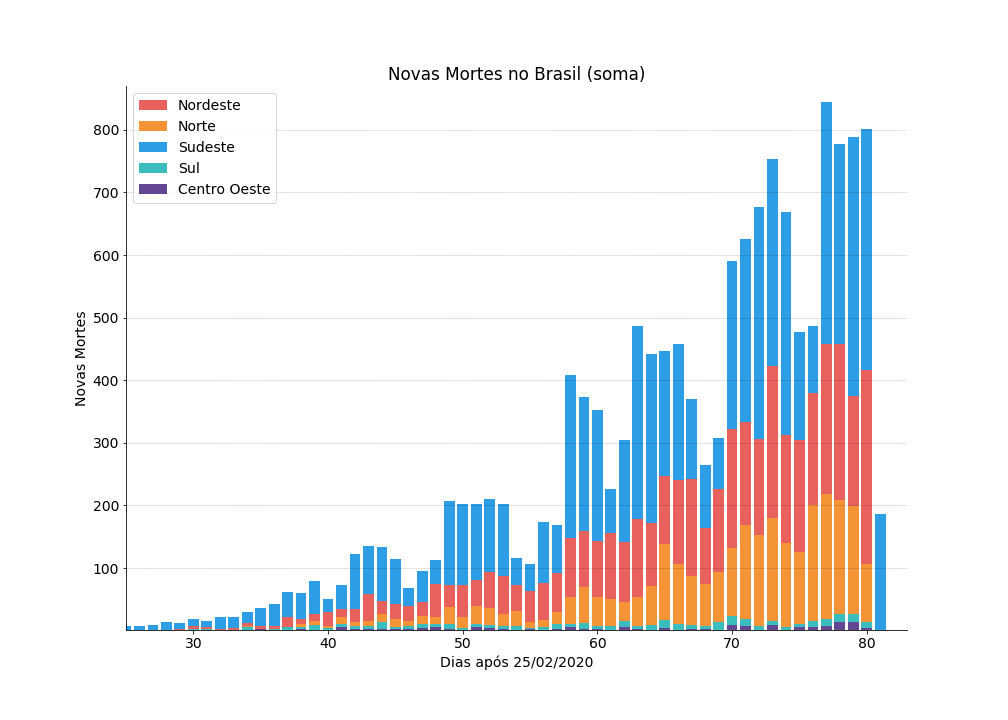 Novas Mortes no Brasil (soma)
Nordeste
Norte
Sudeste
Sul
Centro Oeste
800
700
600
500
400
300
200
100
Novas Mortes
30 40 50 60 70 80
Dias após 25/02/2020